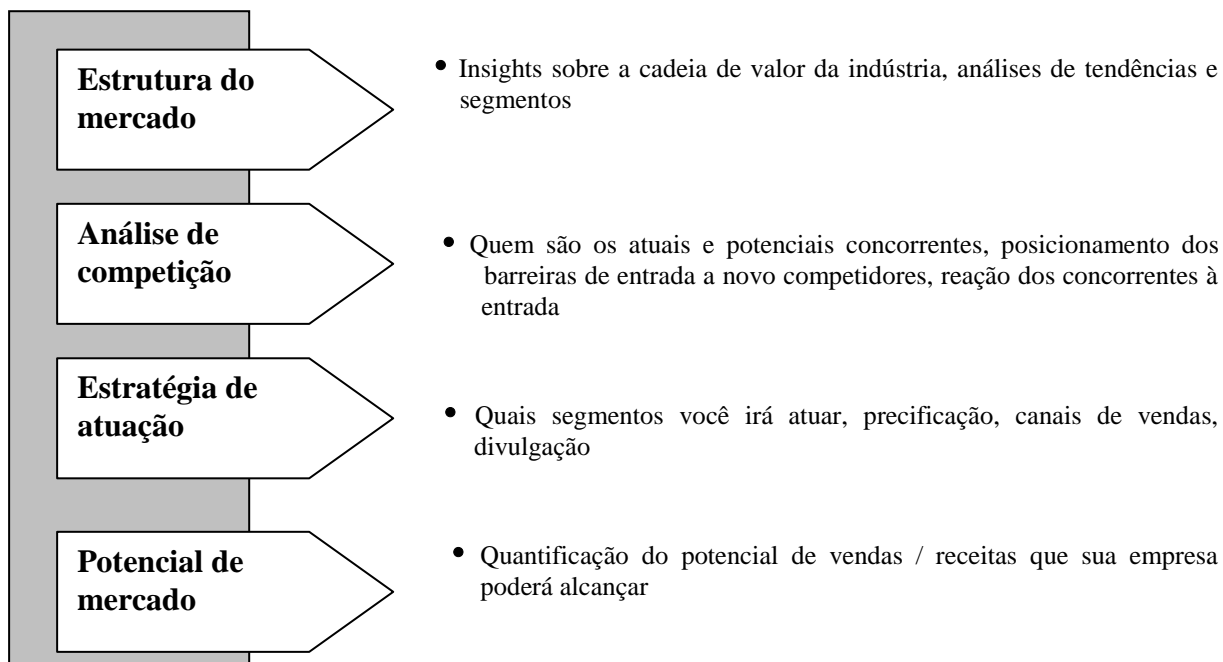 Estrutura do
mercado
• Insights sobre a cadeia de valor da indústria, análises de tendências e
segmentos
Análise de
competição
• Quem são os atuais e potenciais concorrentes, posicionamento dos
barreiras de entrada a novo competidores, reação dos concorrentes à
entrada
Estratégia de
atuação
• Quais segmentos você irá atuar, precificação, canais de vendas,
divulgação
Potencial de
mercado
• Quantificação do potencial de vendas / receitas que sua empresa
poderá alcançar